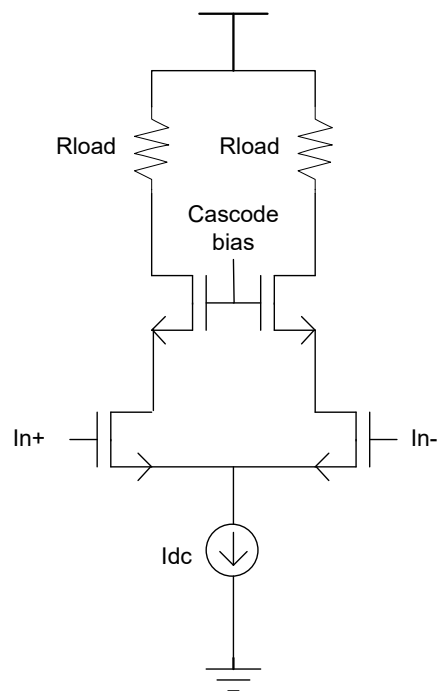 Rload
Rload
Cascode
bias
In+
In-
Idc